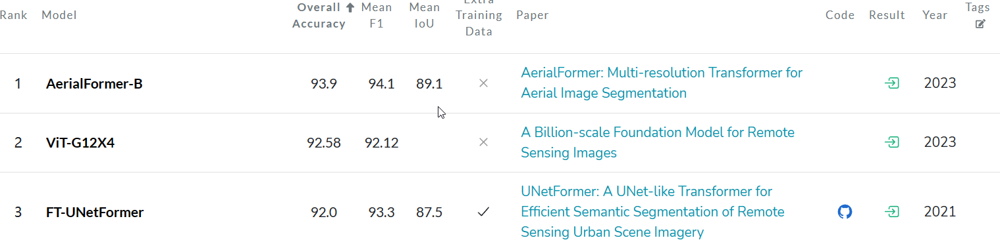 Rank Model Overall Accuracy Mean F1 Mean IoU Extra Training Data Paper Code Result Year Tags
1 AerialFormer-B 93.9 94.1 89.1 AerialFormer: Multi-resolution Transformer for
Aerial Image Segmentation 2023
2 ViT-G12X4 92.58 92.12 A Billion-scale Foundation Model for Remote
Sensing Images 2023
3 FT-UNetFormer 92.0 93.3 87.5 UNetFormer: A UNet-like Transformer for
Efficient Semantic Segmentation of Remote
Sensing Urban Scene Imagery 2021